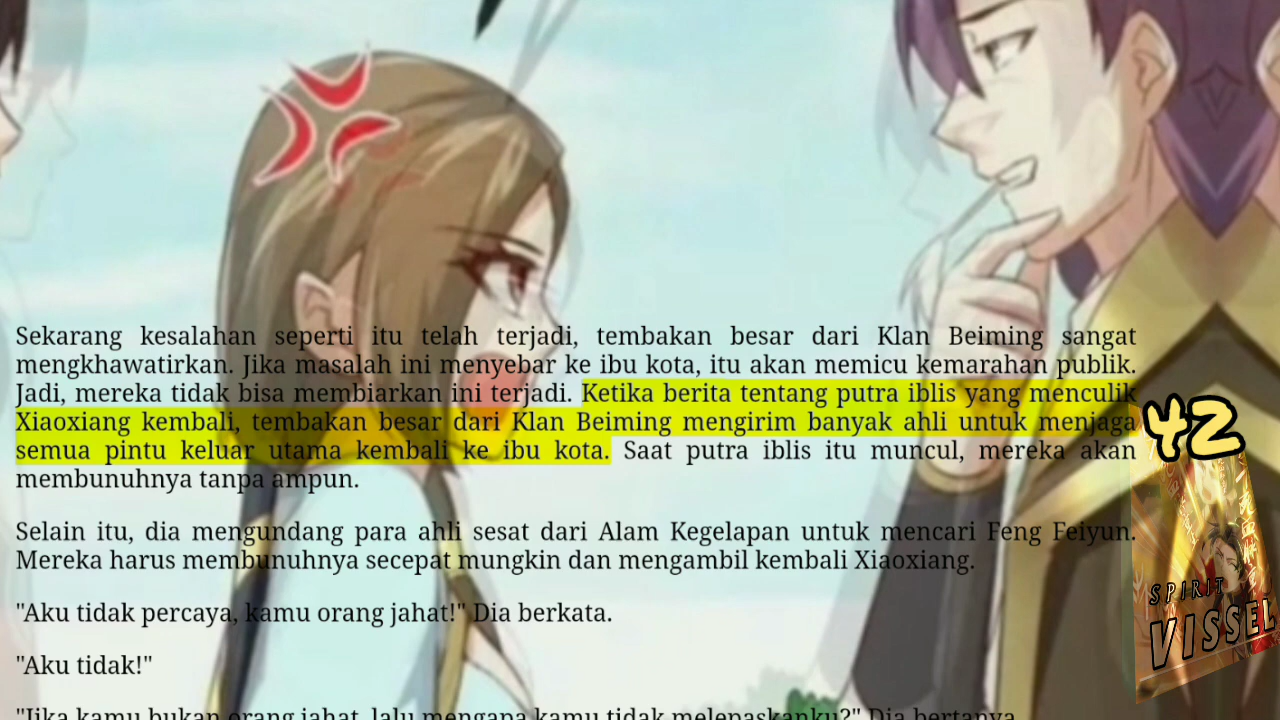 Sekarang kesalahan seperti itu telah terjadi, tembakan besar dari Klan Beiming sangat
mengkhawatirkan. Jika masalah ini menyebar ke ibu kota, itu akan memicu kemarahan publik.
Jadi, mereka tidak bisa membiarkan ini terjadi. Ketika berita tentang putra iblis yang menculik
Xiaoxiang kembali, tembakan besar dari Klan Beiming mengirim banyak ahli untuk menjaga
semua pintu keluar utama kembali ke ibu kota. Saat putra iblis itu muncul, mereka akan
membunuhnya tanpa ampun.
Selain itu, dia mengundang para ahli sesat dari Alam Kegelapan untuk mencari Feng Feiyun.
Mereka harus membunuhnya secepat mungkin dan mengambil kembali Xiaoxiang.
"Aku tidak percaya, kamu orang jahat!" Dia berkata.
"Aku tidak!"
"Jika kamu bukan orang jahat, lalu mengapa kamu tidak melepaskanku?" Dia bertanya.
42
SPIRIT
VISSEL